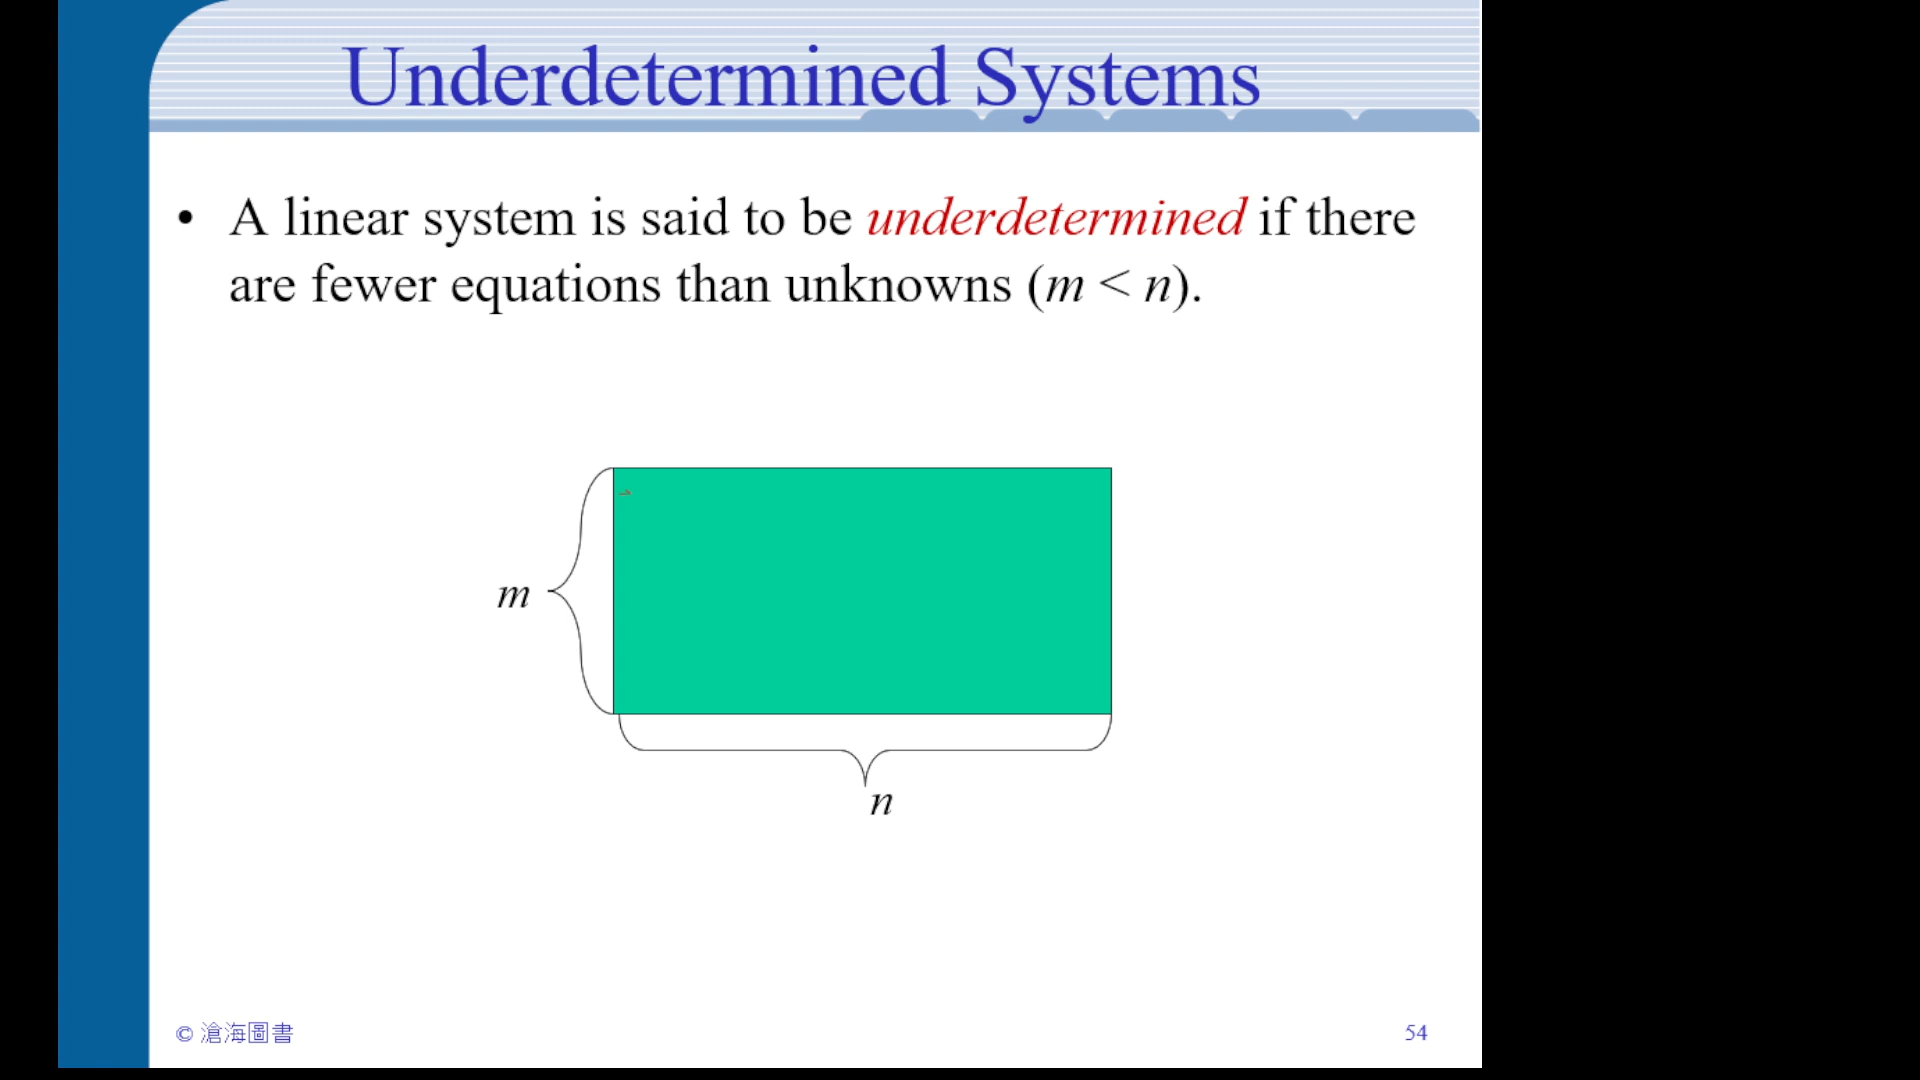 Underdetermined Systems
• A linear system is said to be underdetermined if there
are fewer equations than unknowns (m < n).
m
n
© 滄海圖書
54